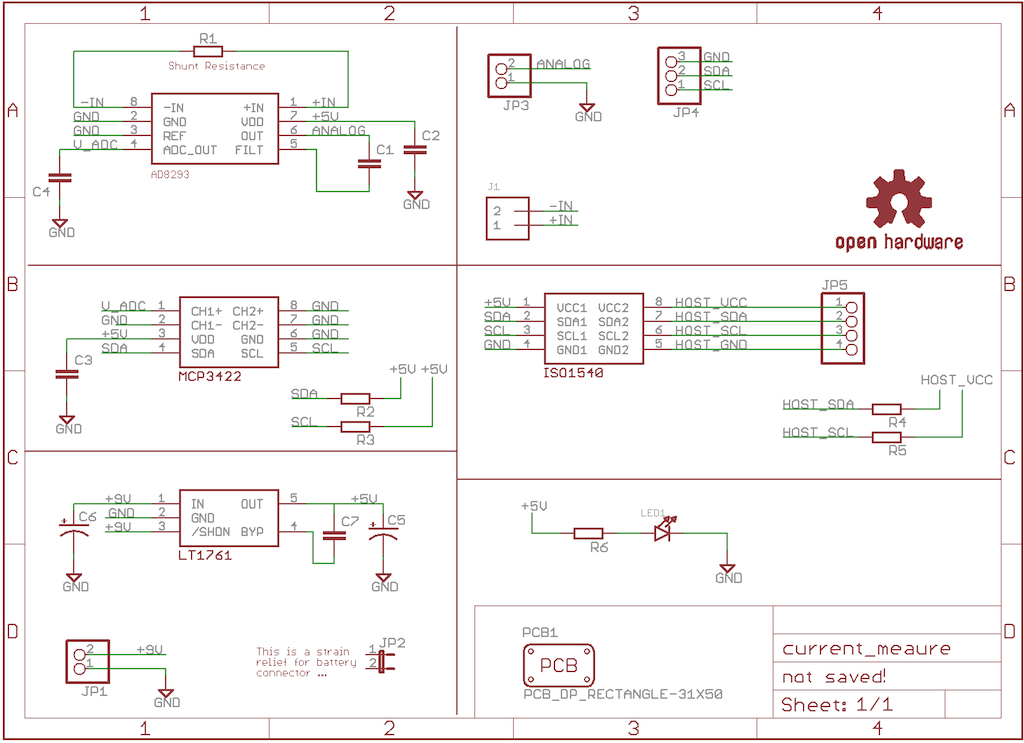 1 2 3 4
A A
B B
C C
D D
1 2 3 4
R1
Shunt Resistance
-IN 8 -IN +IN 1 +IN
GND 2 GND VDD 7 +5V
GND 3 REF OUT 6 ANALOG
V_ADC 4 ADC_OUT FILT 5
AD8293
C4
GND
C1
C2
GND
2 ANALOG
1
JP3
GND
3 GND
2 SDA
1 SCL
JP4
J1
2 -IN
1 +IN
open hardware
V_ADC 1 CH1+ CH2+ 8 GND
GND 2 CH1- CH2- 7 GND
+5V 3 VDD GND 6 GND
SDA 4 SDA SCL 5 SCL
MCP3422
C3
GND
+5V +5V
SDA
R2
SCL
R3
+5V 1 VCC1 VCC2 8 HOST_VCC
SDA 2 SDA1 SDA2 7 HOST_SDA
SCL 3 SCL1 SCL2 6 HOST_SCL
GND 4 GND1 GND2 5 HOST_GND
ISO1540
JP5
1
2
3
4
HOST_VCC
HOST_SDA
R4
HOST_SCL
R5
+9V 1 IN OUT 5 +5V
GND 2 GND
+9V 3 /SHDN BYP 4
LT1761
+ C6
GND
C7
+ C5
GND
+5V
R6
LED1
GND
2 +9V
1
JP1
GND
This is a strain
relief for battery
connector ...
JP2
1
2
PCB1
PCB
PCB_DP_RECTANGLE-31X50
current_meaure
not saved!
Sheet: 1/1